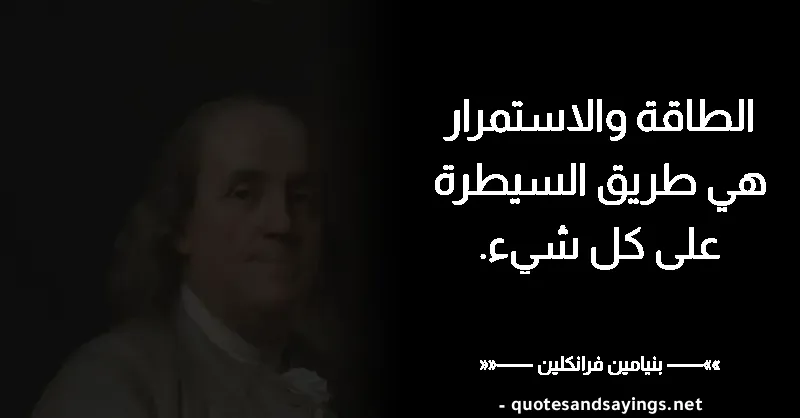 الطاقة والاستمرار
هي طريق السيطرة
على كل شيء.
»»—— بنيامين فرانكلين ——««
- quotesandsayings.net